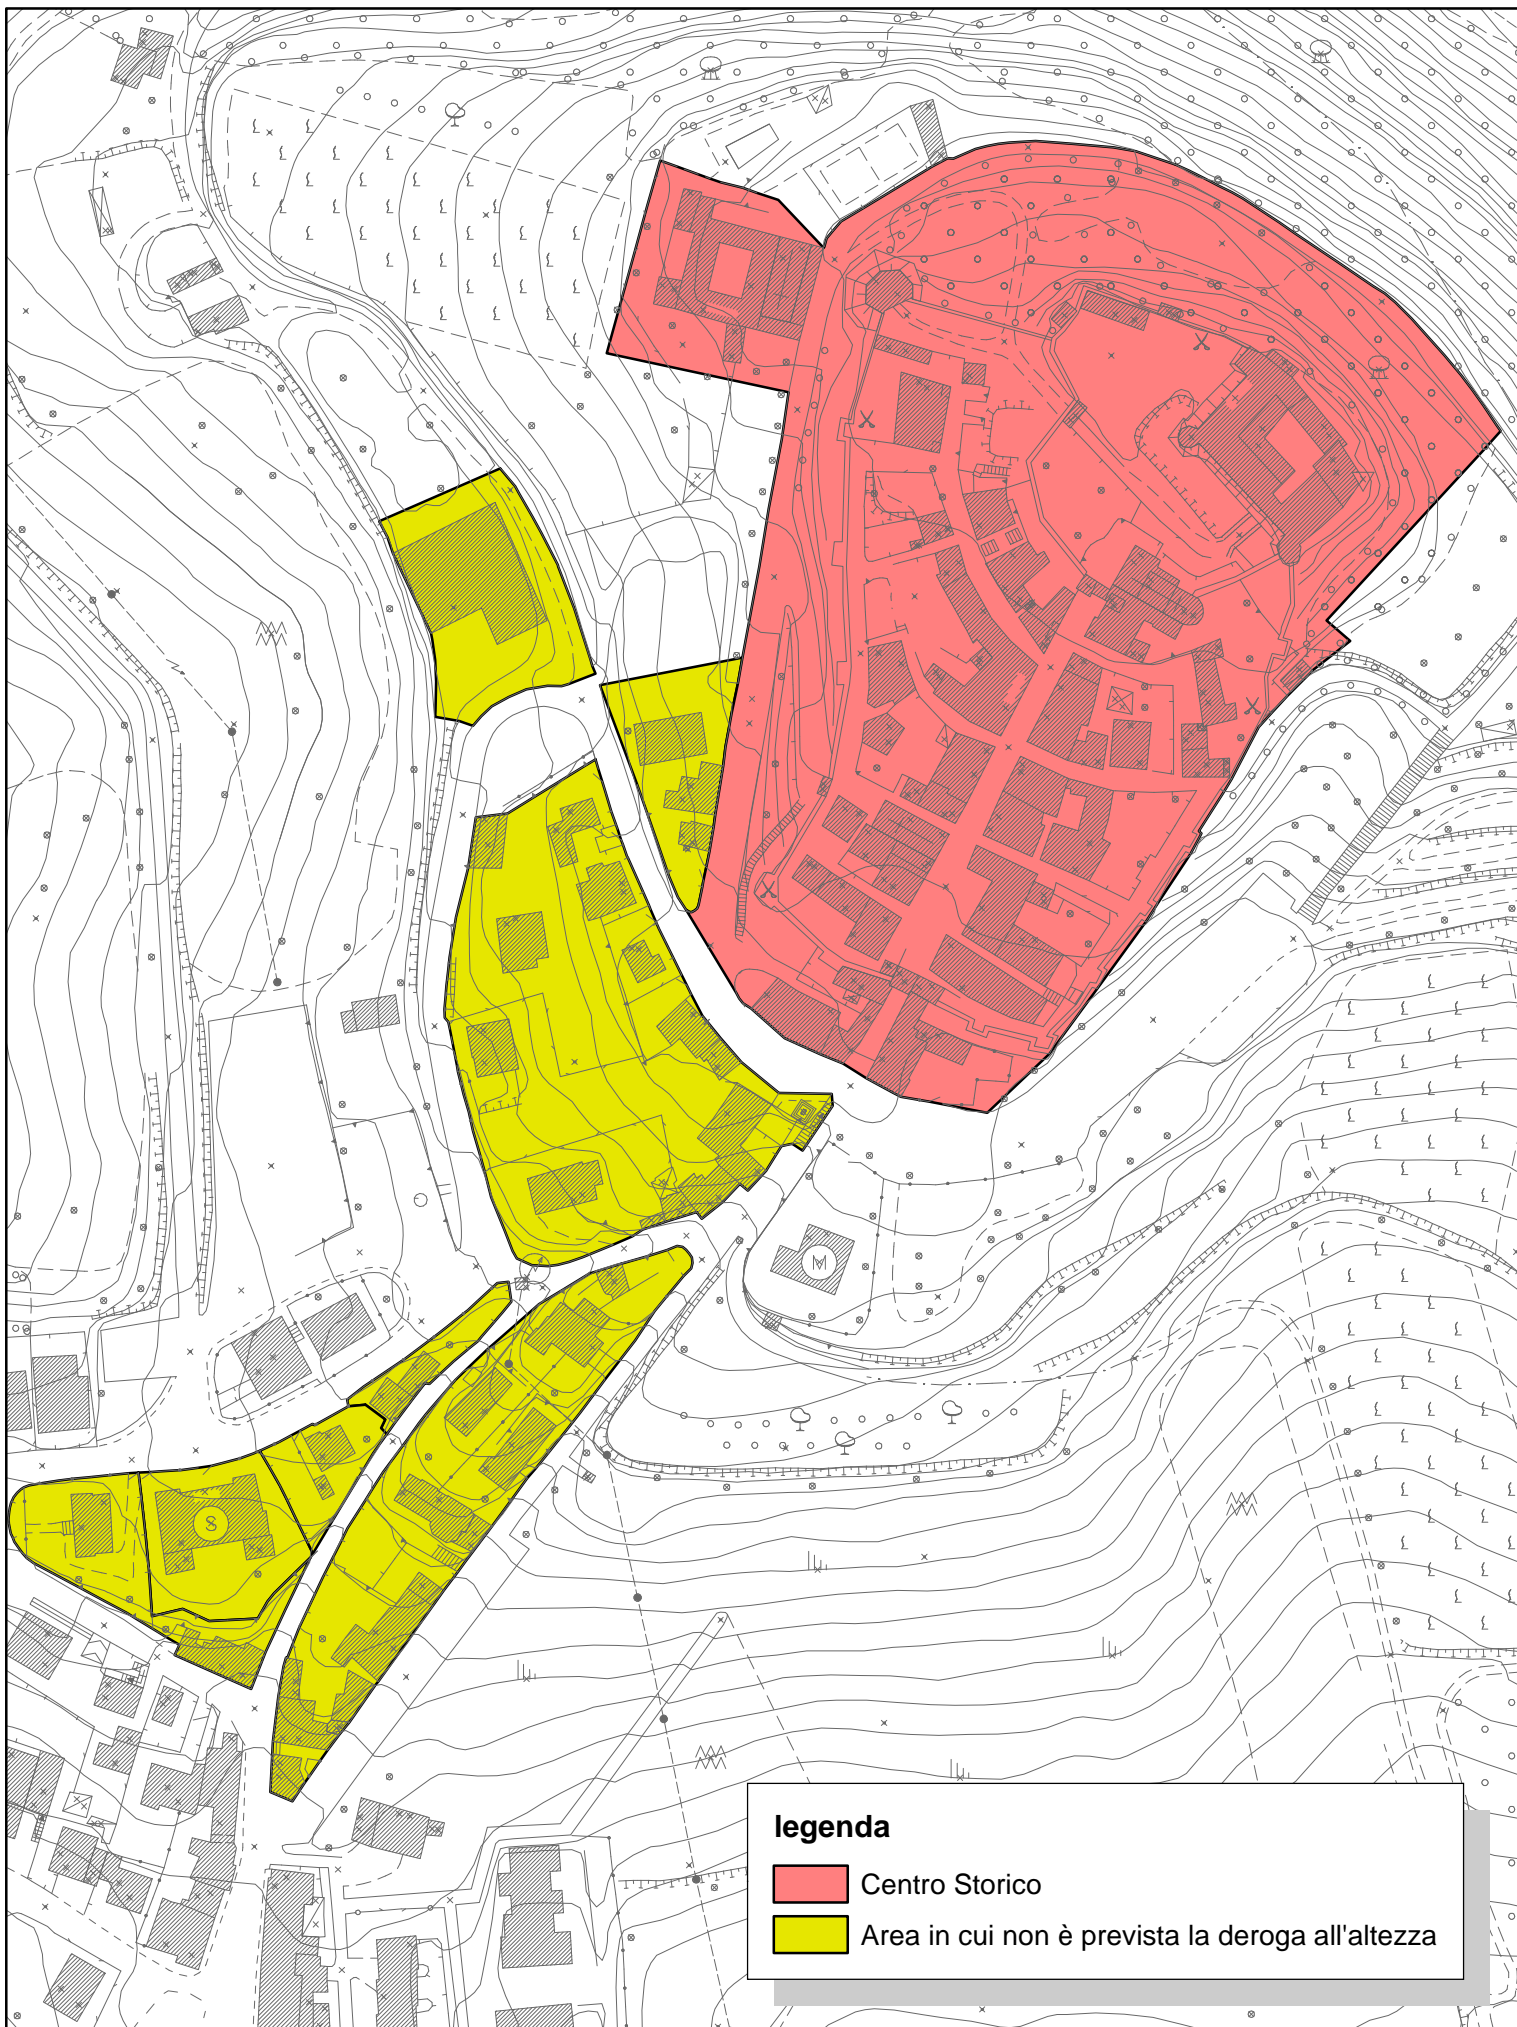 M
S
legenda
Centro Storico
Area in cui non è prevista la deroga all'altezza